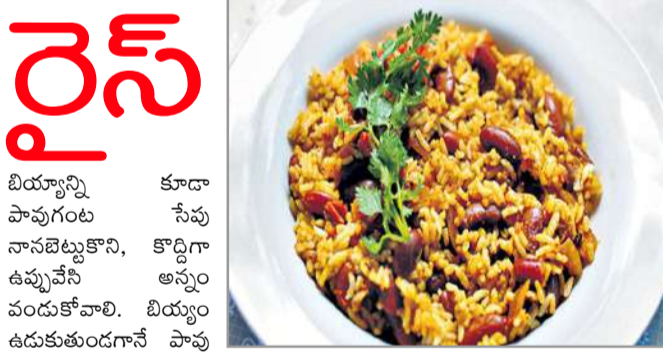 రైస్
బియ్యాన్ని కూడా
పావుగంట సేపు
నానబెట్టుకొని, కొద్దిగా
ఉప్పువేసి అన్నం
వండుకోవాలి. బియ్యం
ఉడుకుతుండగానే పావు